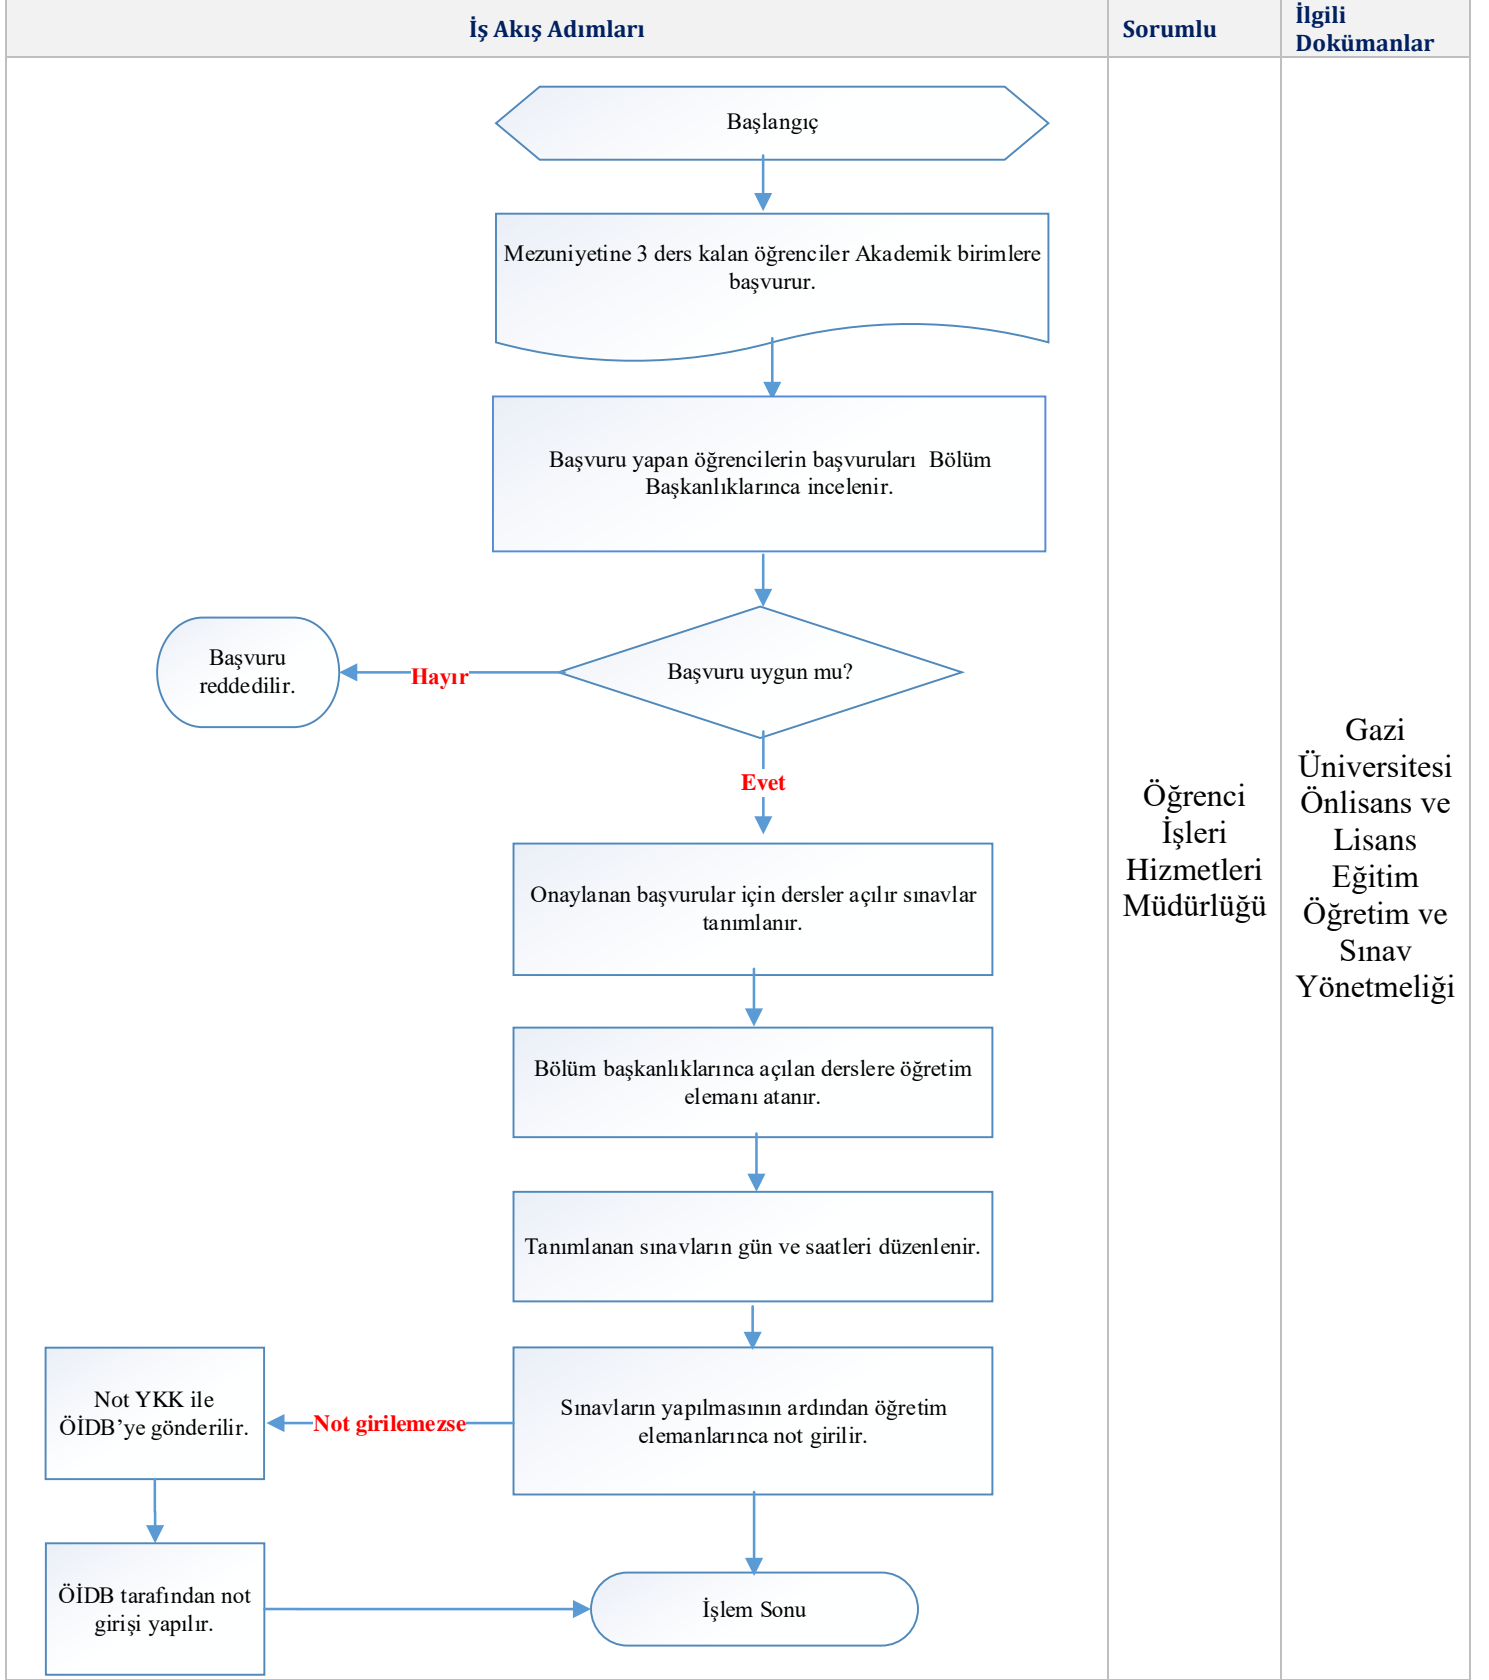 İş Akış Adımları
Sorumlu
İlgili
Dokümanlar
Başlangıç
Mezuniyetine 3 ders kalan öğrenciler Akademik birimlere
başvurur.
Başvuru yapan öğrencilerin başvuruları  Bölüm
Başkanlıklarınca incelenir.
Başvuru uygun mu?
Hayır
Başvuru
reddedilir.
Evet
Onaylanan başvurular için dersler açılır sınavlar
tanımlanır.
Bölüm başkanlıklarınca açılan derslere öğretim
elemanı atanır.
Tanımlanan sınavların gün ve saatleri düzenlenir.
Sınavların yapılmasının ardından öğretim
elemanlarınca not girilir.
Not girilemezse
Not YKK ile
ÖİDB’ye gönderilir.
ÖİDB tarafından not
girişi yapılır.
İşlem Sonu
Öğrenci
İşleri
Hizmetleri
Müdürlüğü
Gazi
Üniversitesi
Önlisans ve
Lisans
Eğitim
Öğretim ve
Sınav
Yönetmeliği